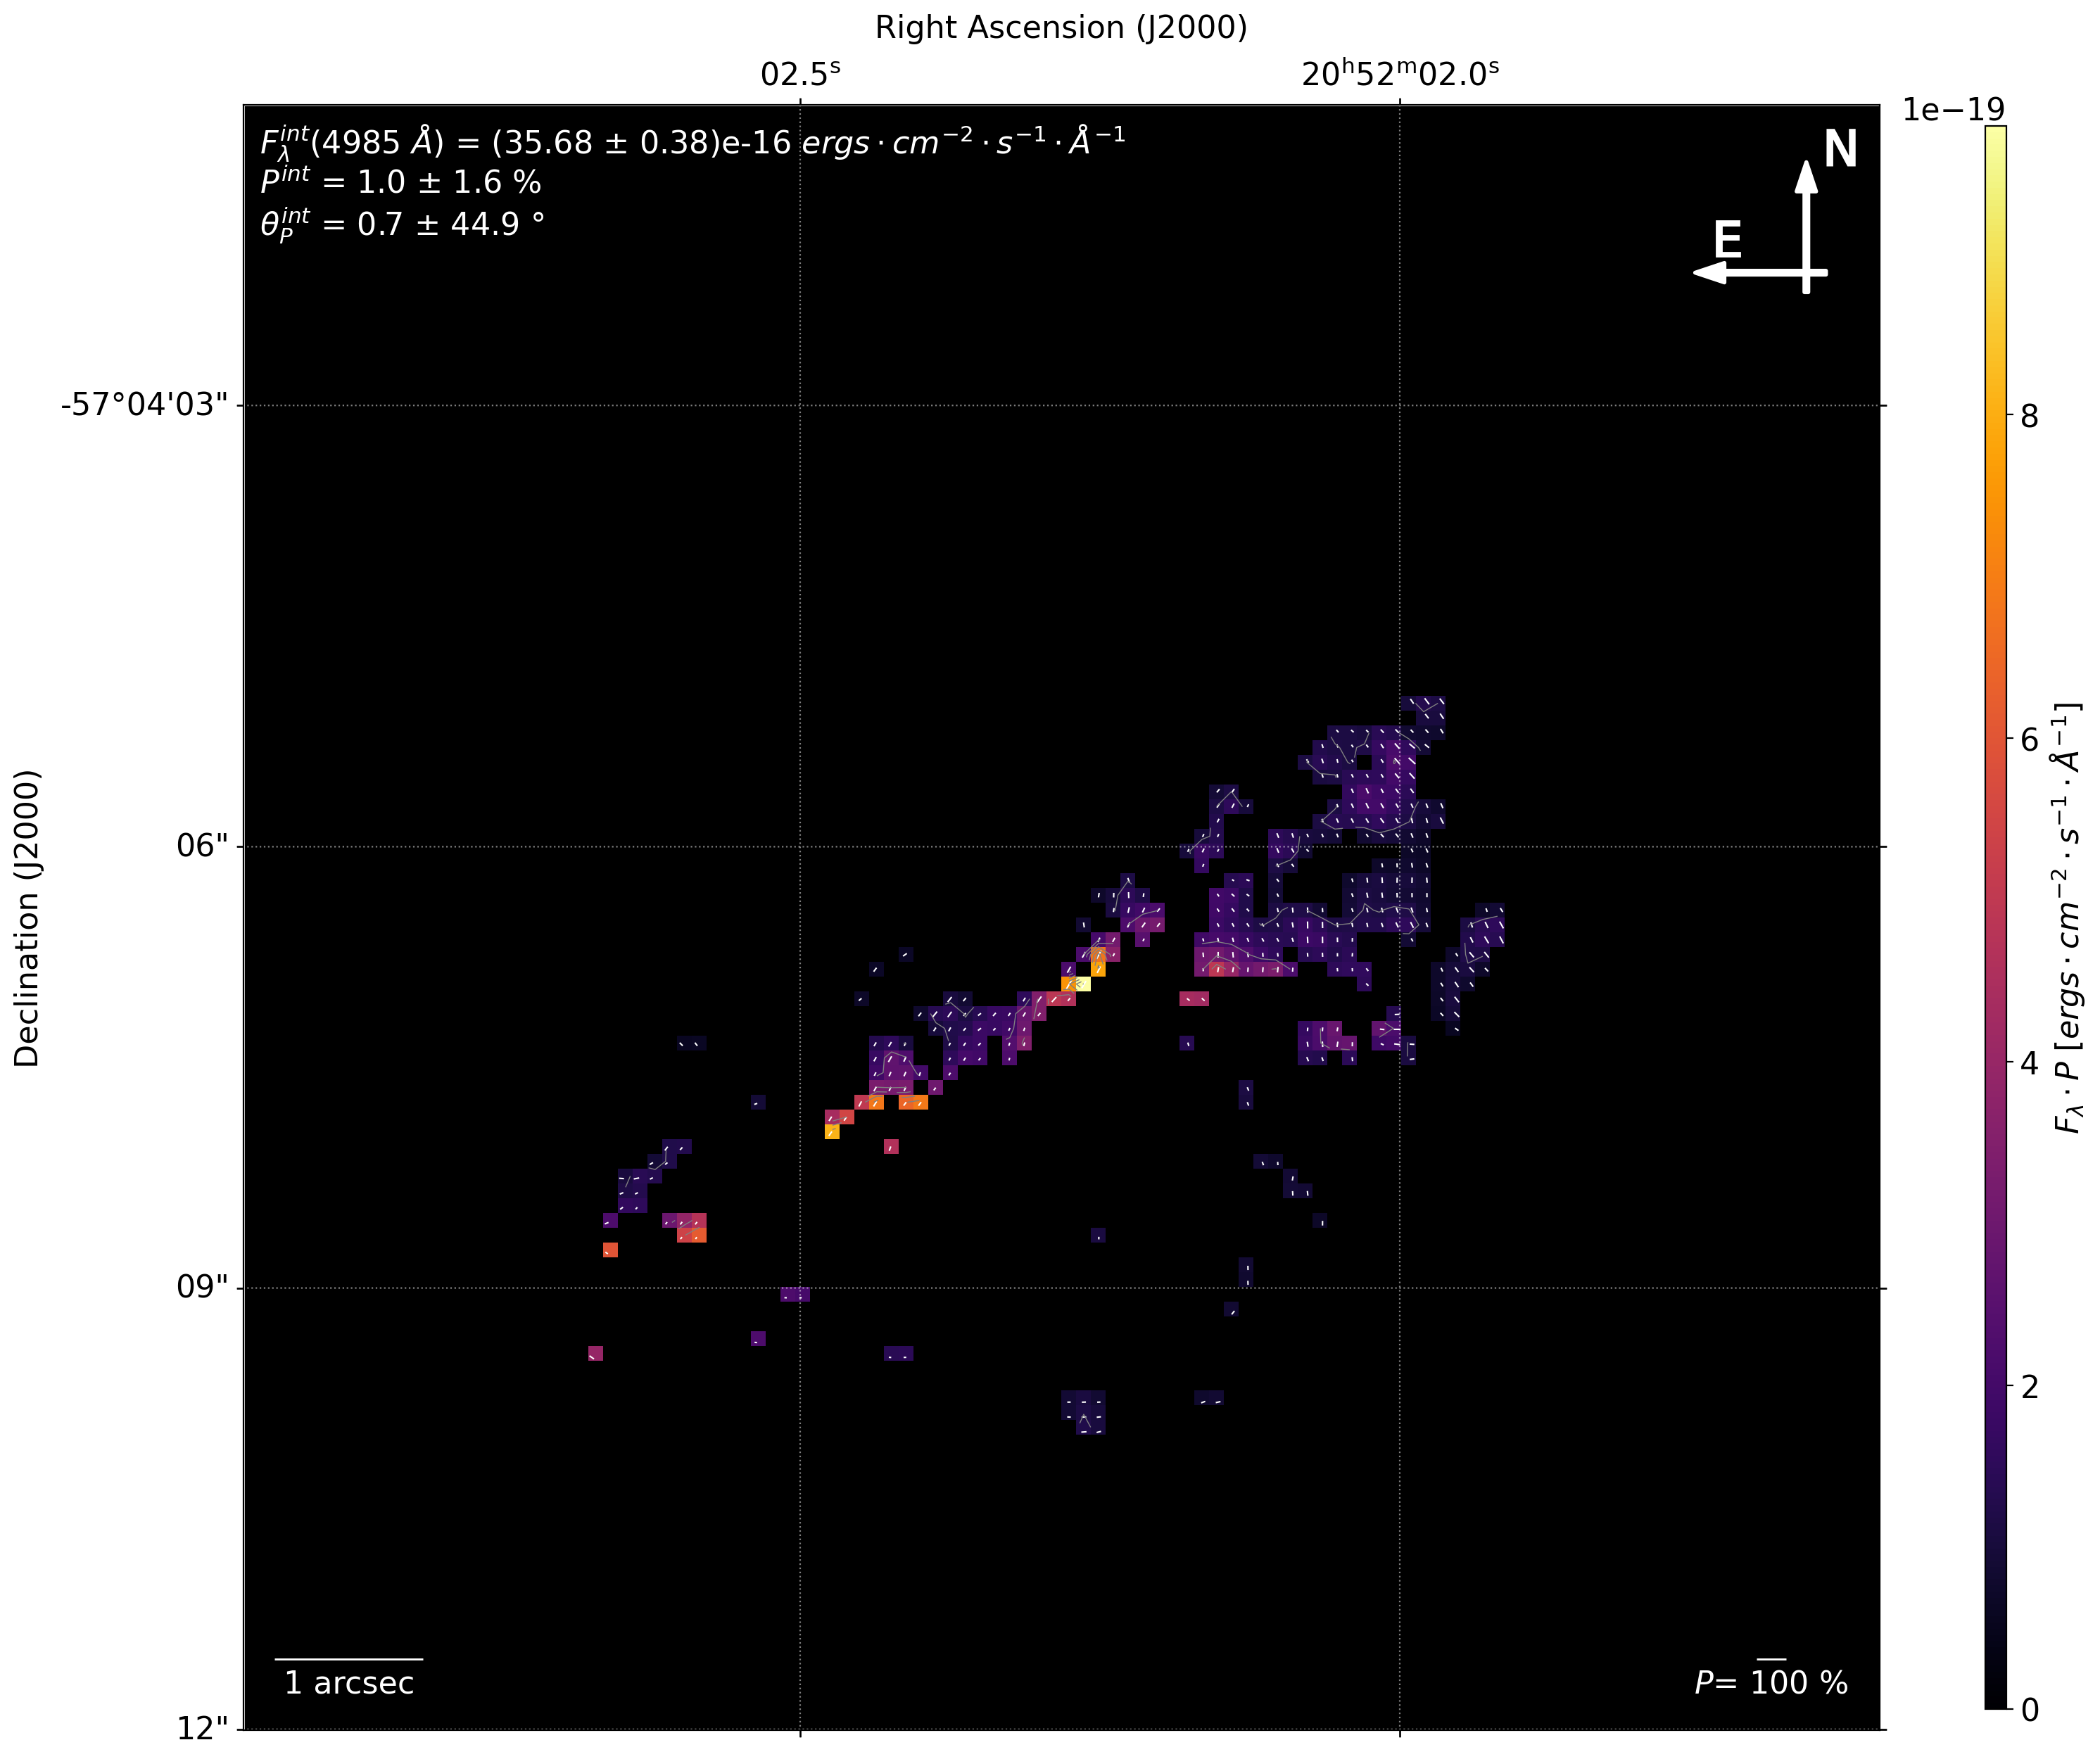 Right Ascension (J2000)
02.5ˢ
20ʰ52ᵐ02.0ˢ
1e−19
F_λ^int(4985 Å) = (35.68 ± 0.38)e-16 ergs · cm⁻² · s⁻¹ · Å⁻¹
P^int = 1.0 ± 1.6 %
θ_P^int = 0.7 ± 44.9 °
N
E
-57°04'03"
06"
09"
12"
Declination (J2000)
8
6
4
2
0
F_λ · P [ergs · cm⁻² · s⁻¹ · Å⁻¹]
1 arcsec
P= 100 %